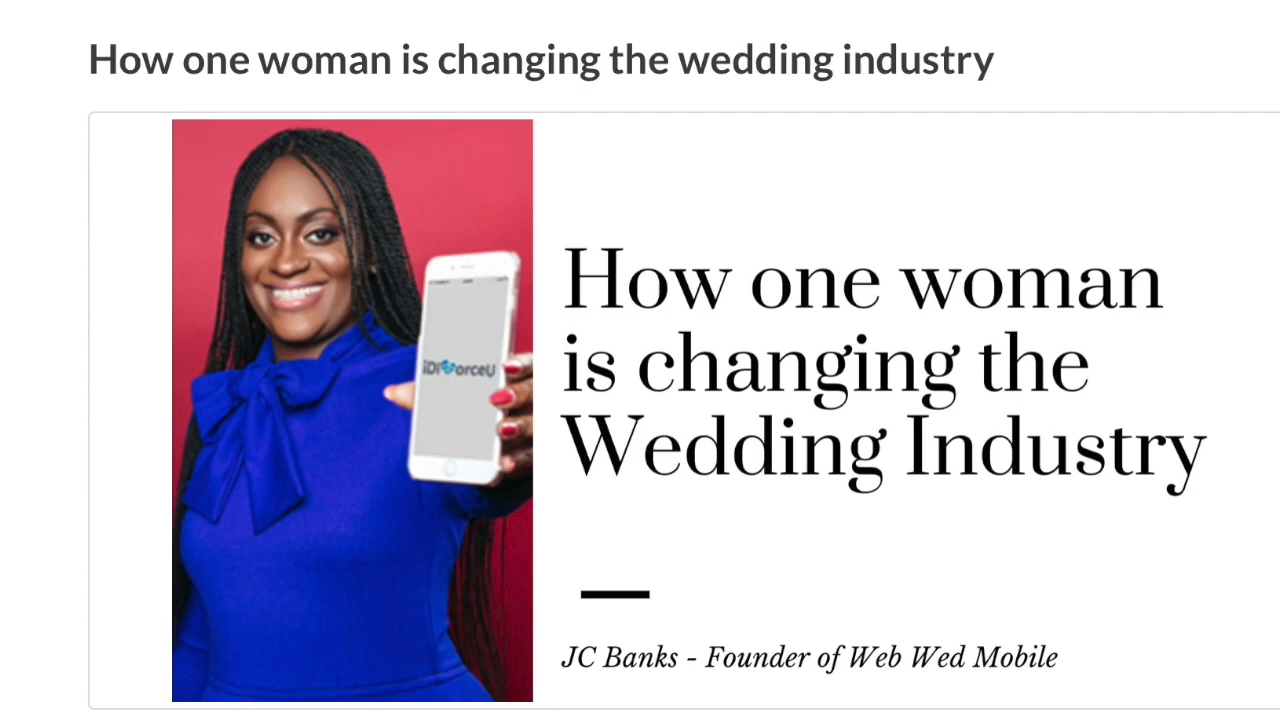 How one woman is changing the wedding industry
iDivorceU
How one woman
is changing the
Wedding Industry
JC Banks - Founder of Web Wed Mobile